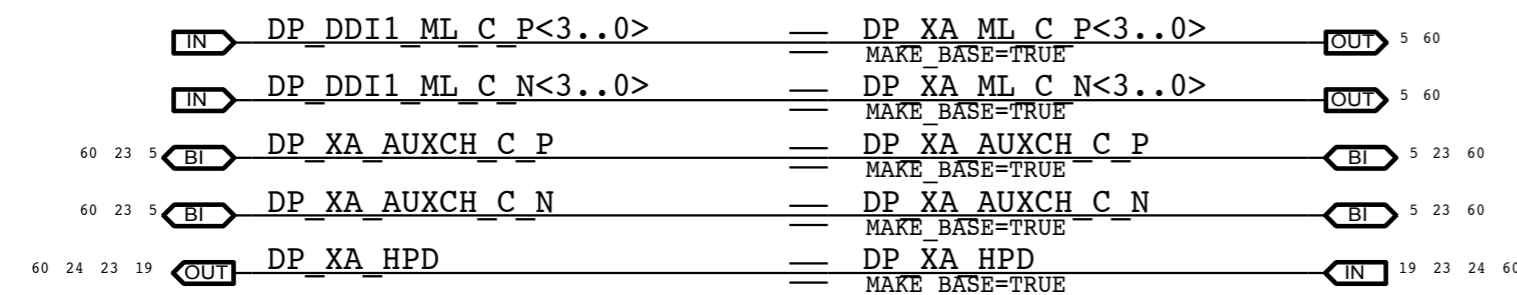 IN DP_DDI1_ML_C_P<3..0> DP_XA_ML_C_P<3..0> OUT 5 60
MAKE_BASE=TRUE
IN DP_DDI1_ML_C_N<3..0> DP_XA_ML_C_N<3..0> OUT 5 60
MAKE_BASE=TRUE
60 23 5 BI DP_XA_AUXCH_C_P DP_XA_AUXCH_C_P BI 5 23 60
MAKE_BASE=TRUE
60 23 5 BI DP_XA_AUXCH_C_N DP_XA_AUXCH_C_N BI 5 23 60
MAKE_BASE=TRUE
60 24 23 19 OUT DP_XA_HPD DP_XA_HPD IN 19 23 24 60
MAKE_BASE=TRUE